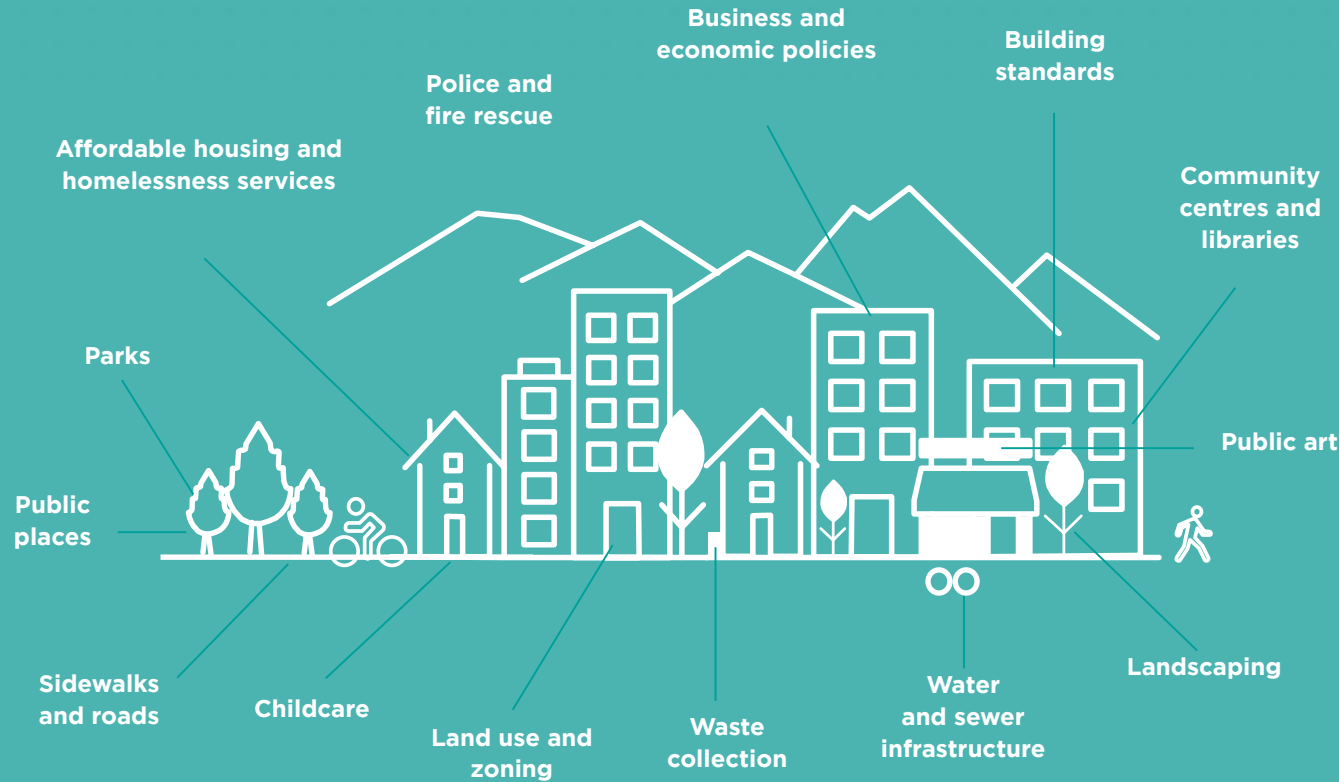 Business and
economic policies
Building
standards
Police and
fire rescue
Affordable housing and
homelessness services
Community
centres and
libraries
Parks
Public art
Public
places
Sidewalks
and roads
Childcare
Land use and
zoning
Waste
collection
Water
and sewer
infrastructure
Landscaping